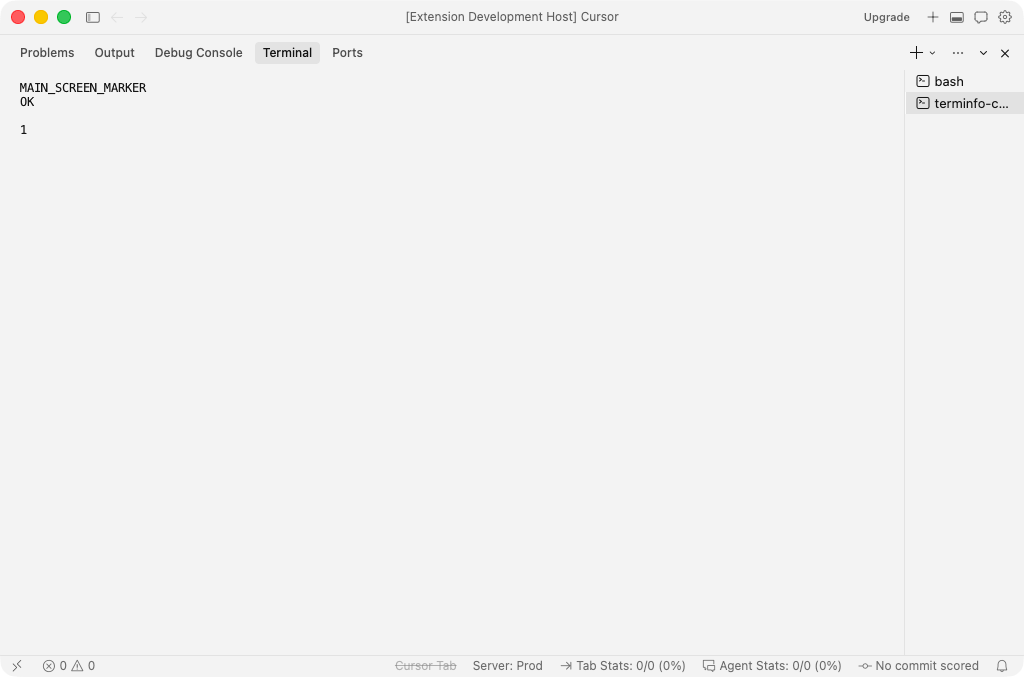 [Extension Development Host] Cursor
Upgrade
Problems Output Debug Console Terminal Ports
MAIN_SCREEN_MARKER
OK
1
bash
terminfo-c...
0 0 Cursor Tab Server: Prod Tab Stats: 0/0 (0%) Agent Stats: 0/0 (0%) No commit scored